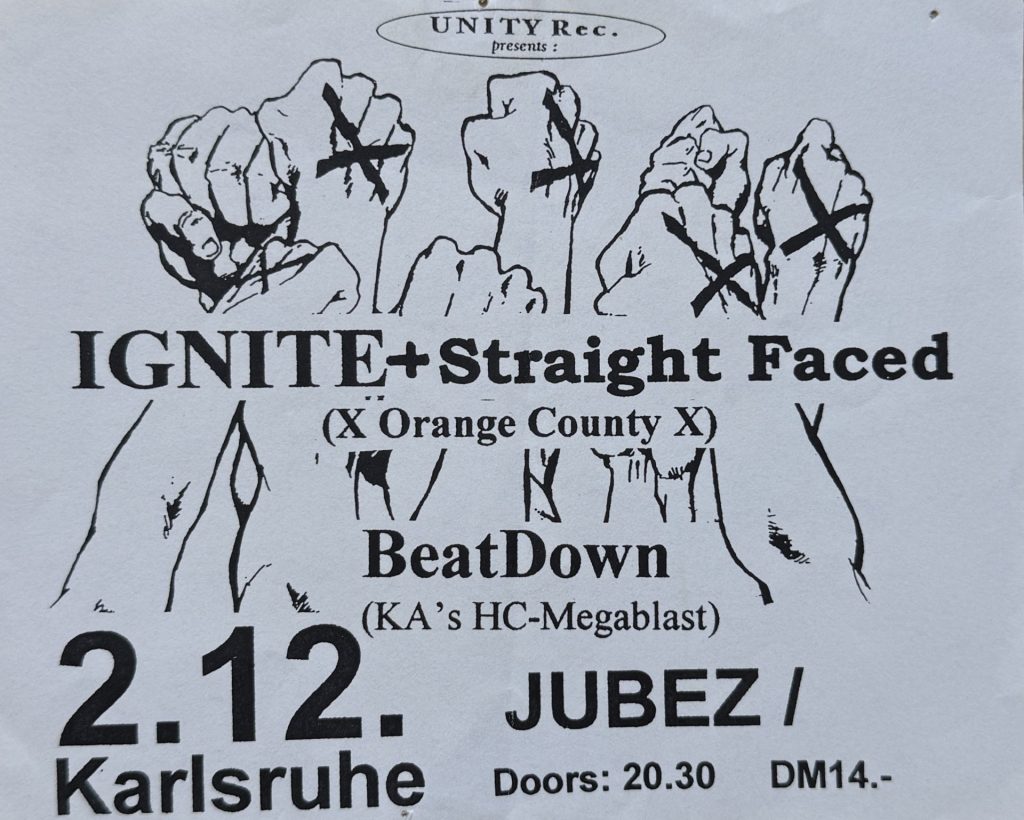 UNITY Rec.
presents :
IGNITE+Straight Faced
(X Orange County X)
BeatDown
(KA's HC-Megablast)
2.12. JUBEZ /
Karlsruhe Doors: 20.30 DM14.-